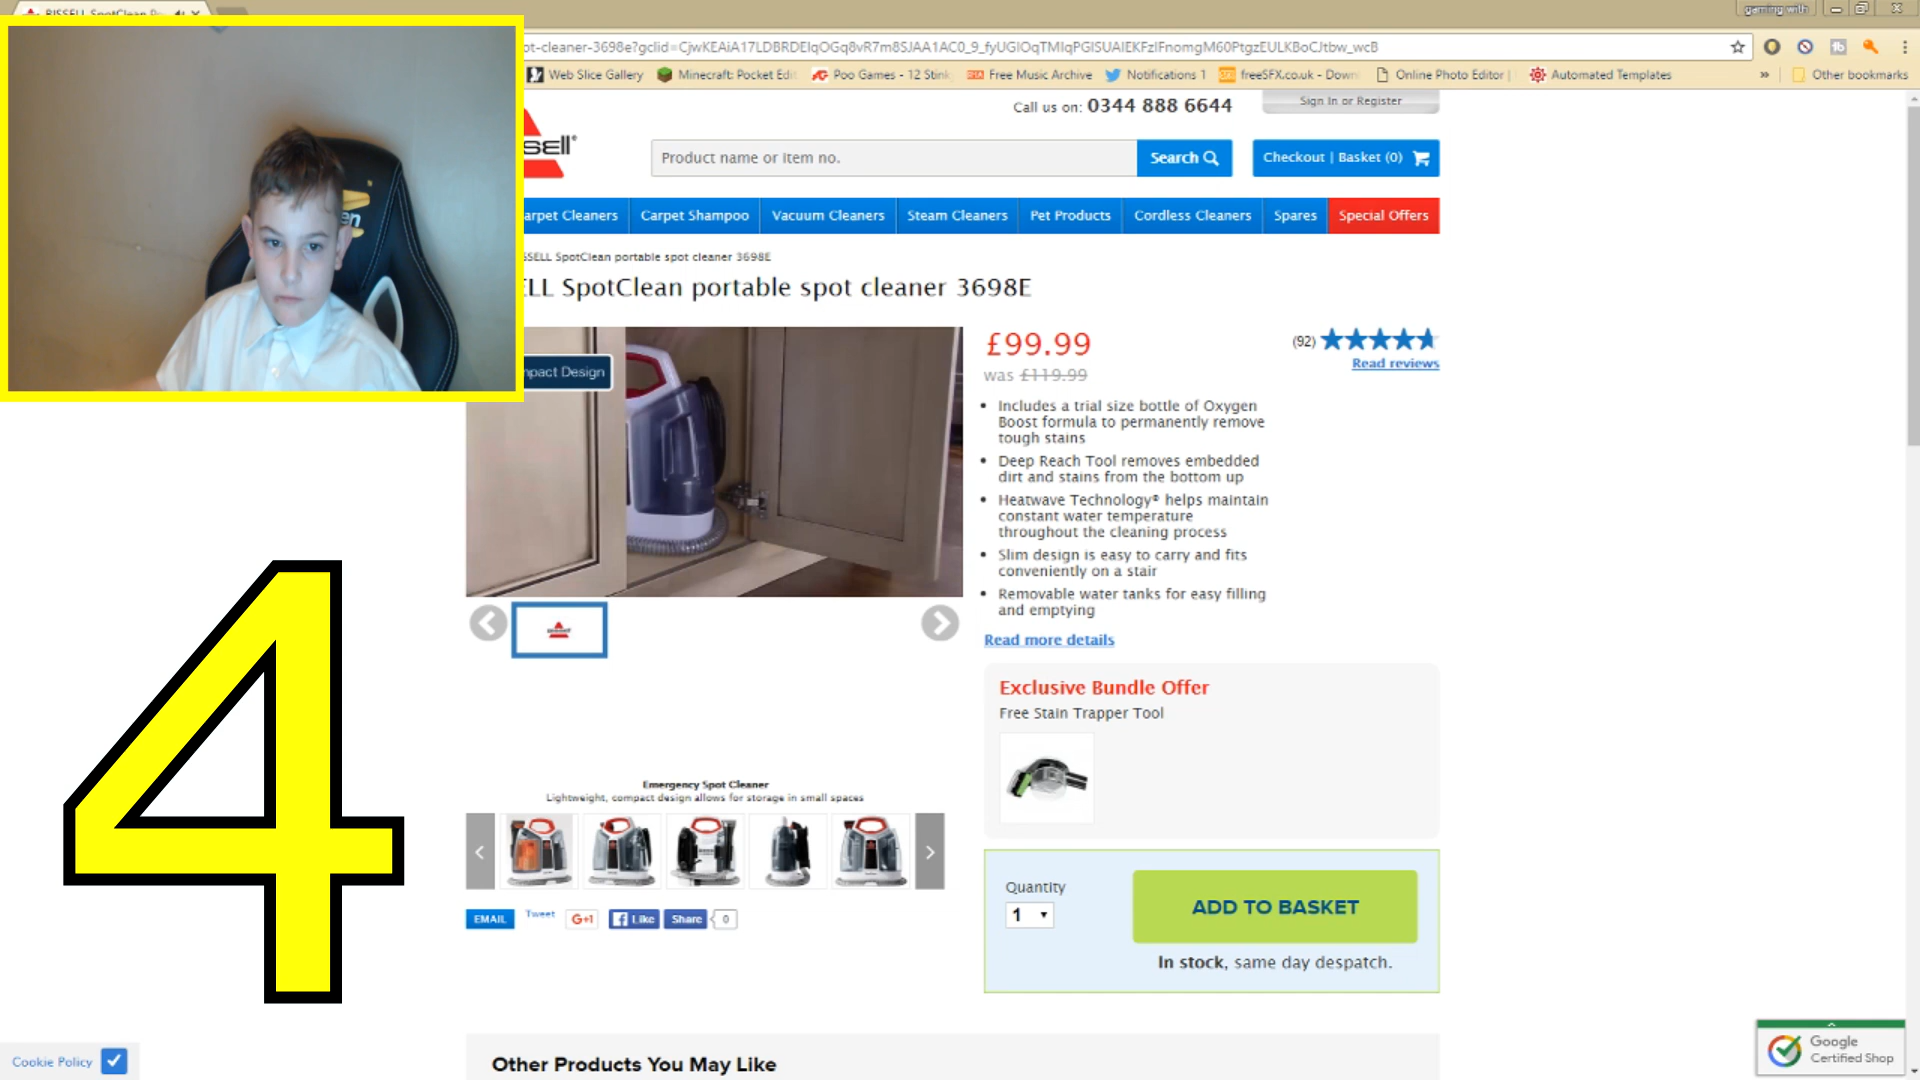 BISSELL SpotClean Po
gaming with
ot-cleaner-3698e?gclid=CjwKEAiA17LDBRDElqOGq8vR7m8SJAA1AC0_9_fyUGlOqTMlqPGISUAIEKFzIFnomgM60PtgzEULKBoCJtbw_wcB
Web Slice Gallery
Minecraft: Pocket Edit
Poo Games - 12 Stink
Free Music Archive
Notifications 1
freeSFX.co.uk - Down
Online Photo Editor |
Automated Templates
»
Other bookmarks
Call us on: 0344 888 6644
Sign In or Register
SELL®
Product name or item no.
Search
Checkout | Basket (0)
arpet Cleaners
Carpet Shampoo
Vacuum Cleaners
Steam Cleaners
Pet Products
Cordless Cleaners
Spares
Special Offers
SSELL SpotClean portable spot cleaner 3698E
ELL SpotClean portable spot cleaner 3698E
en
mpact Design
£99.99
was £119.99
(92)
Read reviews
• Includes a trial size bottle of Oxygen
Boost formula to permanently remove
tough stains
• Deep Reach Tool removes embedded
dirt and stains from the bottom up
• Heatwave Technology® helps maintain
constant water temperature
throughout the cleaning process
• Slim design is easy to carry and fits
conveniently on a stair
• Removable water tanks for easy filling
and emptying
Read more details
Exclusive Bundle Offer
Free Stain Trapper Tool
4
Emergency Spot Cleaner
Lightweight, compact design allows for storage in small spaces
EMAIL
Tweet
G+1
Like
Share
0
Quantity
1
ADD TO BASKET
In stock, same day despatch.
Other Products You May Like
Cookie Policy
Google
Certified Shop